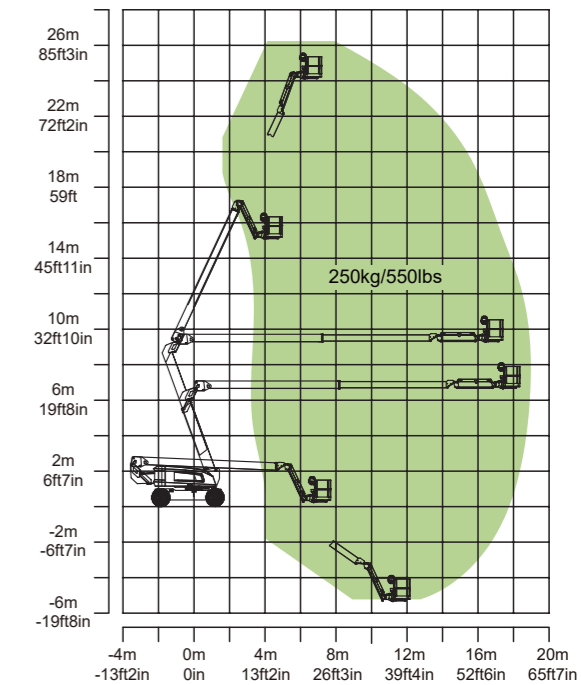 26m
85ft3in
22m
72ft2in
18m
59ft
14m
45ft11in
250kg/550lbs
10m
32ft10in
6m
19ft8in
2m
6ft7in
-2m
-6ft7in
-6m
-19ft8in
-4m 0m 4m 8m 12m 16m 20m
-13ft2in 0in 13ft2in 26ft3in 39ft4in 52ft6in 65ft7in